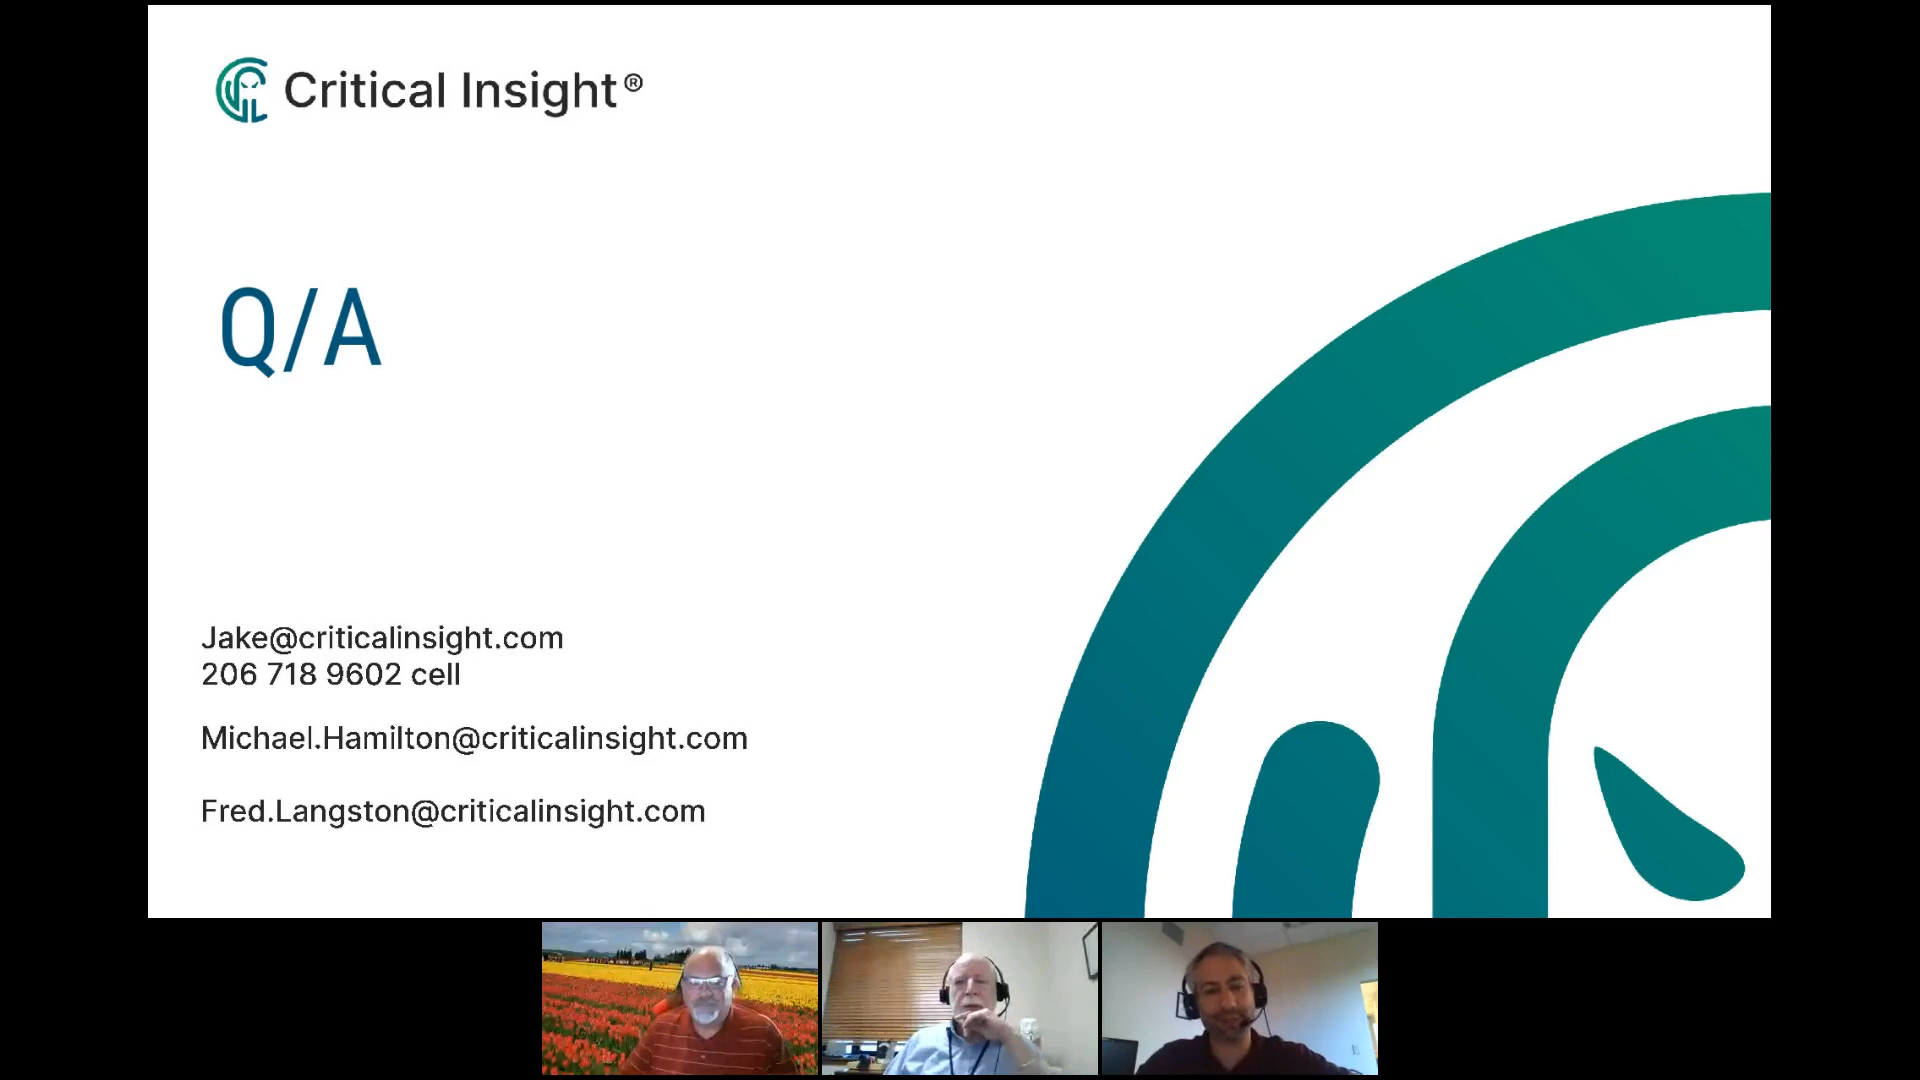 Critical Insight®
Q/A
Jake@criticalinsight.com
206 718 9602 cell
Michael.Hamilton@criticalinsight.com
Fred.Langston@criticalinsight.com